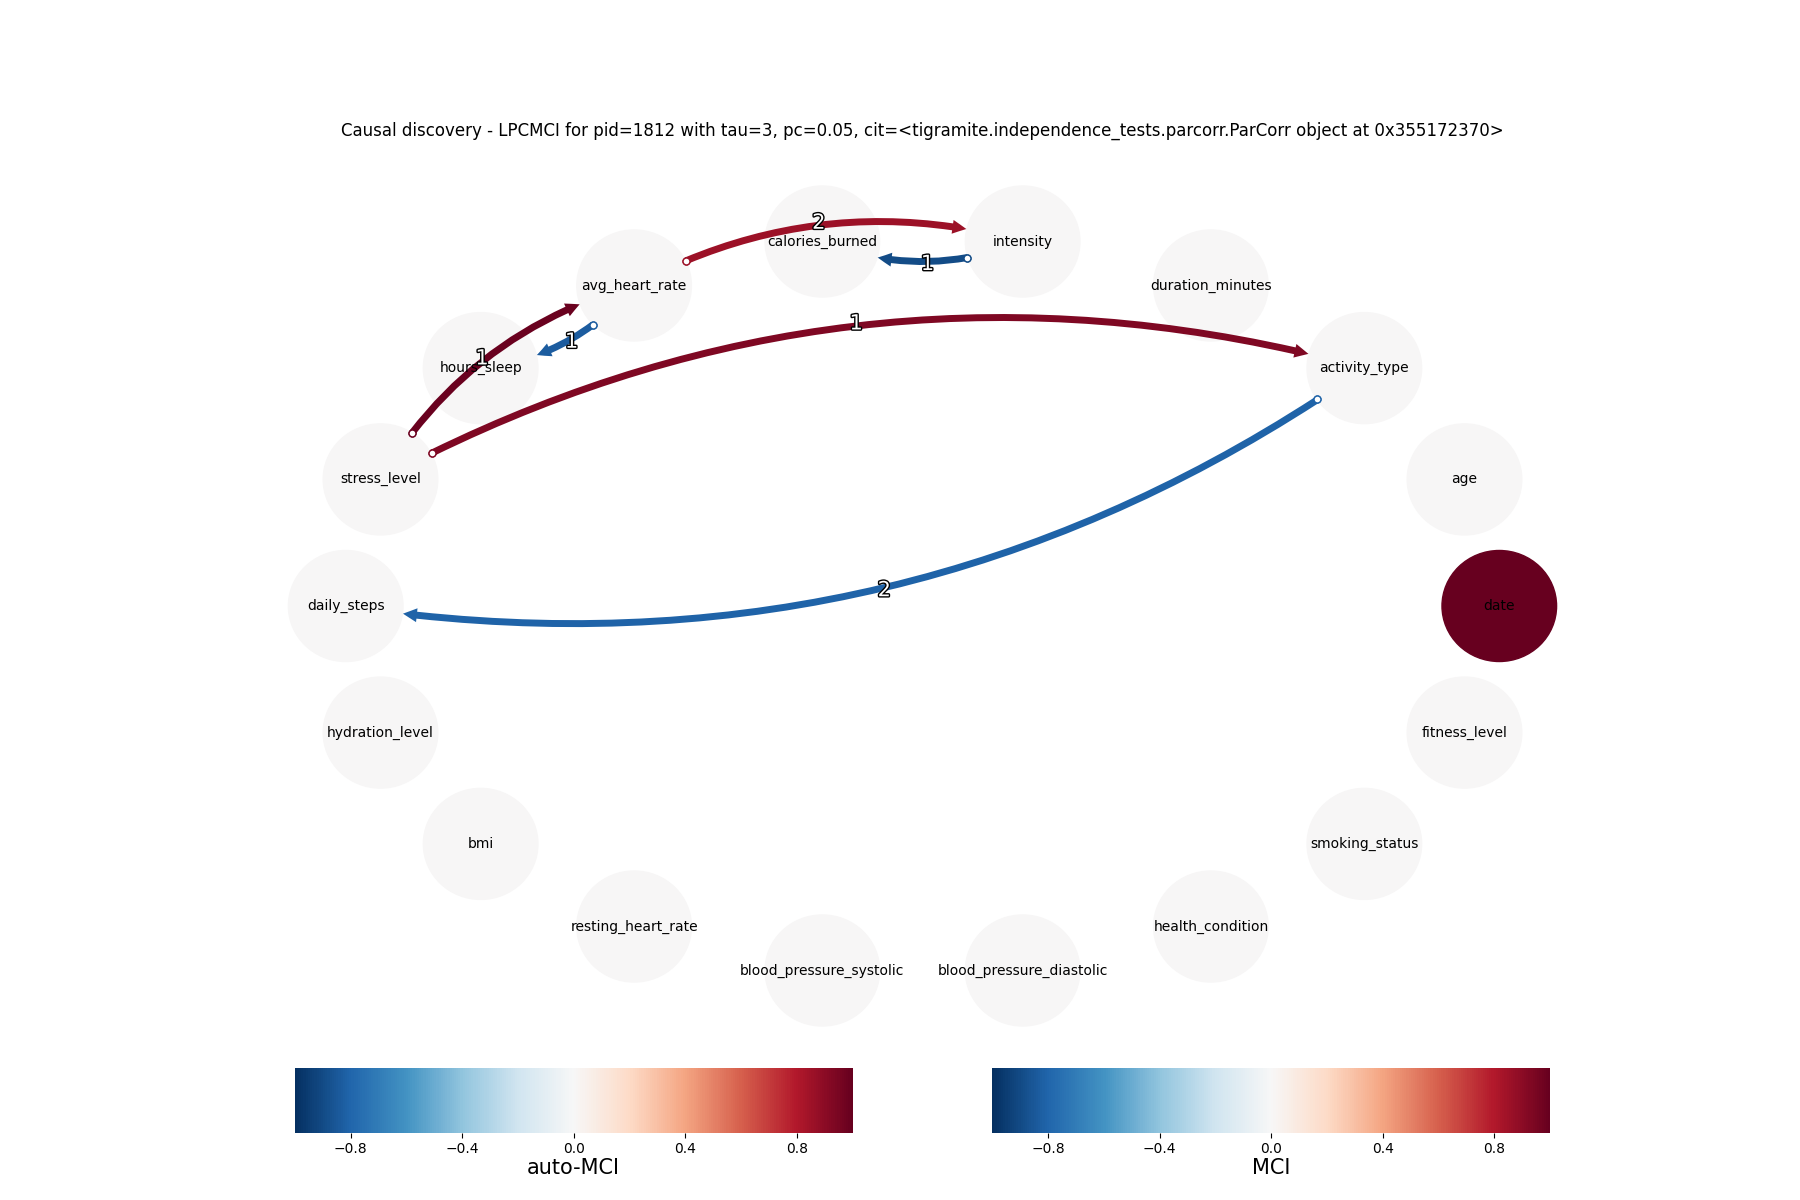 Causal discovery - LPCMCI for pid=1812 with tau=3, pc=0.05, cit=<tigramite.independence_tests.parcorr.ParCorr object at 0x355172370>
2
calories_burned
intensity
1
avg_heart_rate
duration_minutes
1
1
1
hours_sleep
activity_type
stress_level
age
2
daily_steps
date
hydration_level
fitness_level
bmi
smoking_status
resting_heart_rate
health_condition
blood_pressure_systolic
blood_pressure_diastolic
−0.8 −0.4 0.0 0.4 0.8
auto-MCI
−0.8 −0.4 0.0 0.4 0.8
MCI